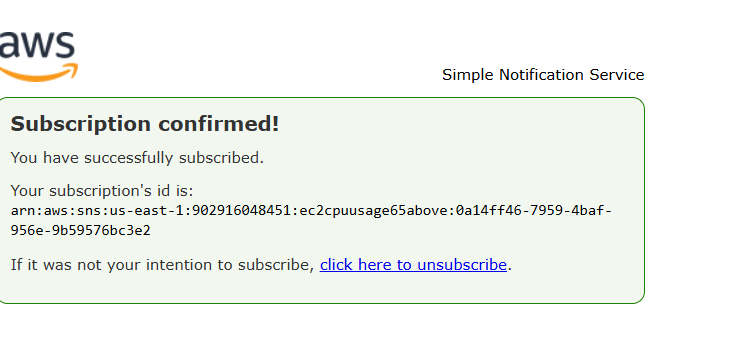 aws
Simple Notification Service
Subscription confirmed!
You have successfully subscribed.
Your subscription's id is:
arn:aws:sns:us-east-1:902916048451:ec2cpuusage65above:0a14ff46-7959-4baf-
956e-9b59576bc3e2
If it was not your intention to subscribe, click here to unsubscribe.